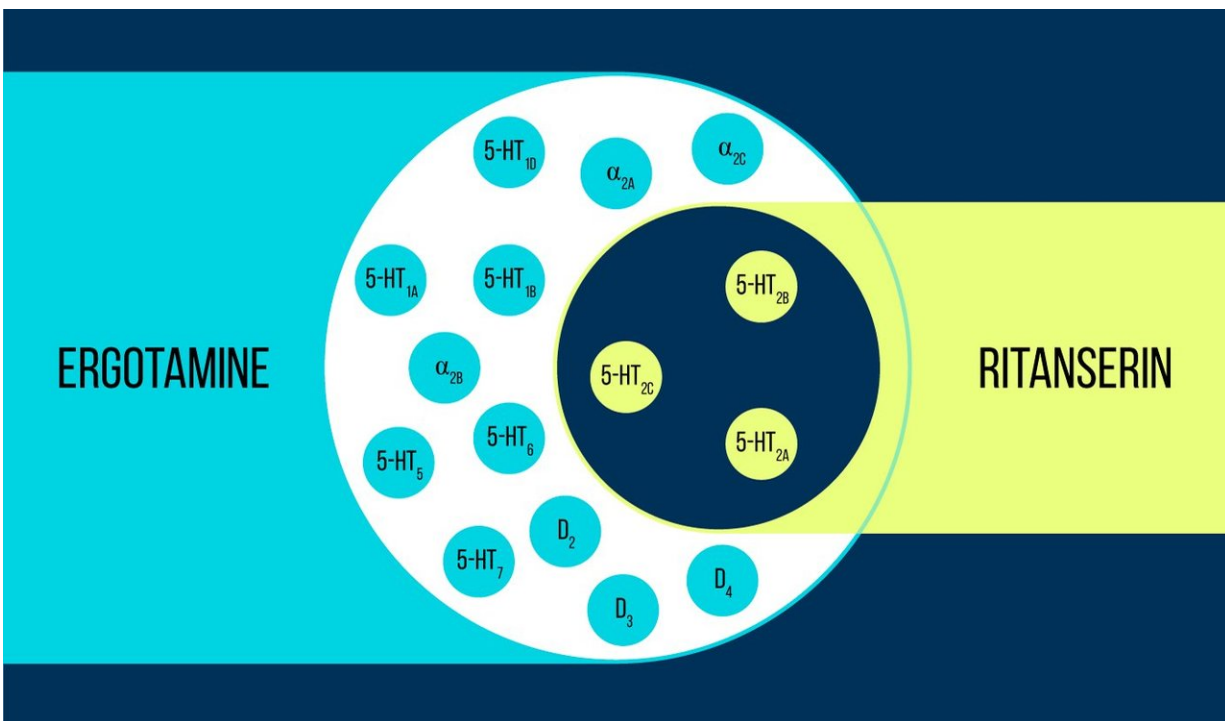 5-HT₁D
α₂A
α₂C
5-HT₁A
5-HT₁B
5-HT₂B
ERGOTAMINE
α₂B
5-HT₂C
RITANSERIN
5-HT₅
5-HT₆
5-HT₂A
5-HT₇
D₂
D₃
D₄